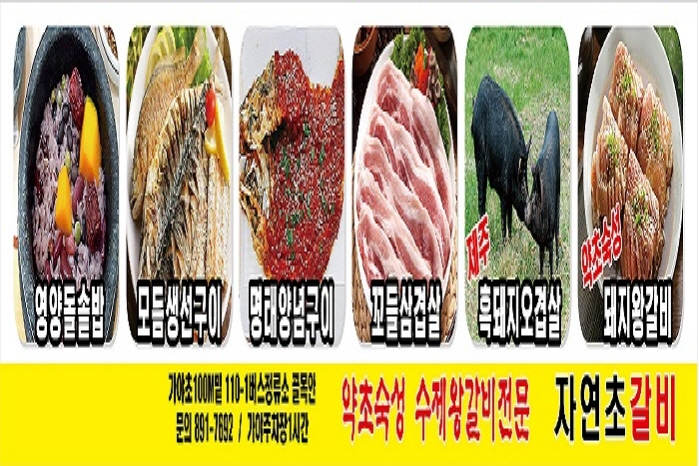 영양돌솥밥
모듬생선구이
명태양념구이
꼬들삼겹살
제주
흑돼지오겹살
약초숙성
돼지왕갈비
가야초100M밑 110-1버스정류소 골목안
문의 891-7692 / 가야주차장1시간
약초숙성 수제왕갈비전문
자연초갈비